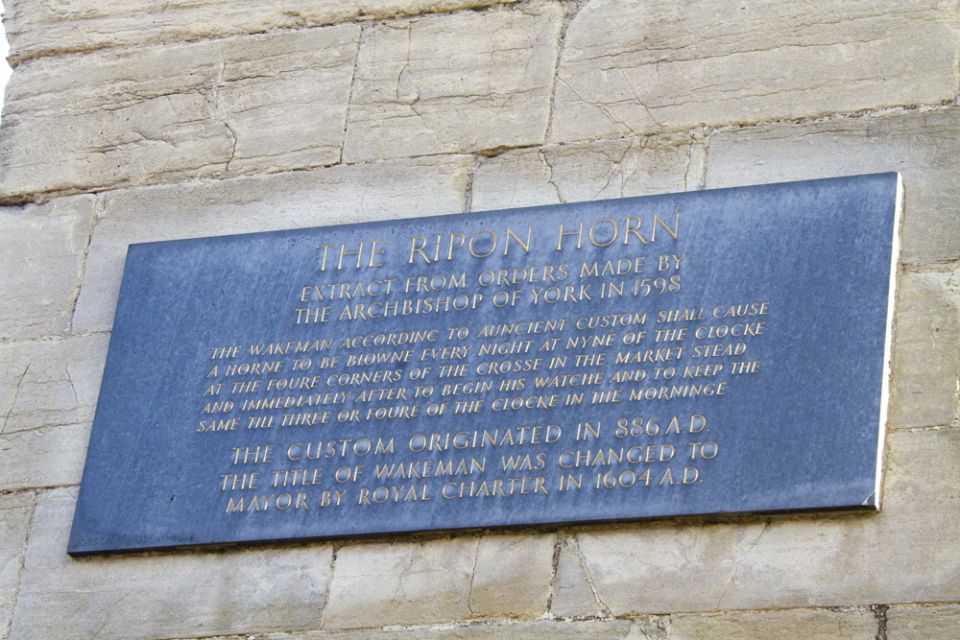 THE RIPON HORN
EXTRACT FROM ORDERS MADE BY
THE ARCHBISHOP OF YORK IN 1598
THE WAKEMAN ACCORDING TO AUNCIENT CUSTOM SHALL CAUSE
A HORNE TO BE BLOWNE EVERY NIGHT AT NYNE OF THE CLOCKE
AT THE FOURE CORNERS OF THE CROSSE IN THE MARKET STEAD
AND IMMEDIATELY AFTER TO BEGIN HIS WATCHE AND TO KEEP THE
SAME TILL THREE OR FOURE OF THE CLOCKE IN THE MORNINGE
THE CUSTOM ORIGINATED IN 886 A.D.
THE TITLE OF WAKEMAN WAS CHANGED TO
MAYOR BY ROYAL CHARTER IN 1604 A.D.